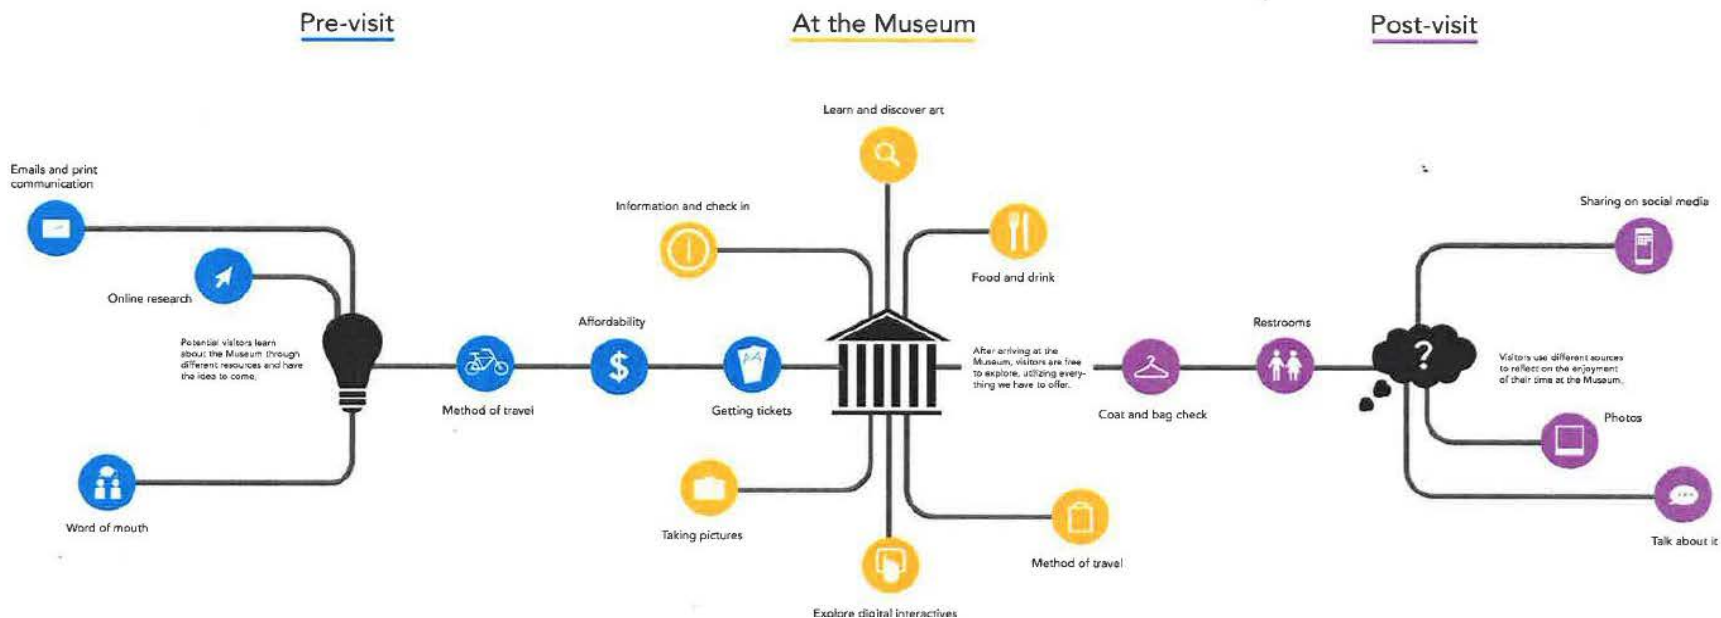 Pre-visit
At the Museum
Post-visit
Learn and discover art
Emails and print
communication
Information and check in
Sharing on social media
Food and drink
Online research
Affordability
Restrooms
Potential visitors learn
about the Museum through
different resources and have
the idea to come.
After arriving at the
Museum, visitors are free
to explore, utilizing every-
thing we have to offer.
?
Visitors use different sources
to reflect on the enjoyment
of their time at the Museum.
$
Method of travel
Getting tickets
Coat and bag check
Photos
Word of mouth
Taking pictures
Method of travel
Talk about it
Explore digital interactives